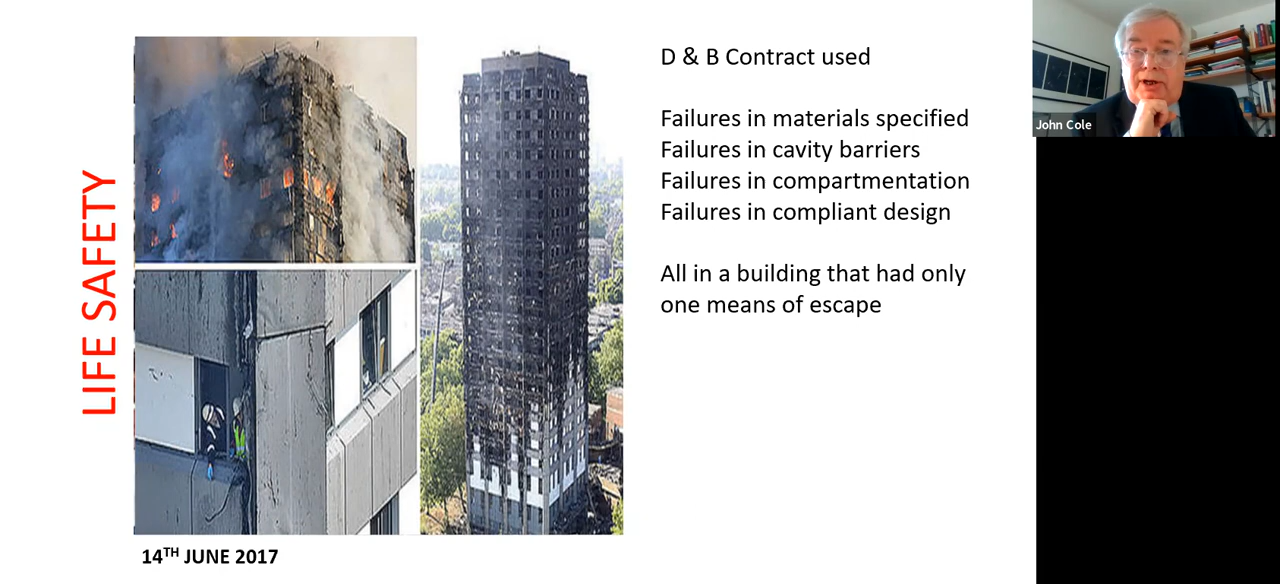 LIFE SAFETY
D & B Contract used
Failures in materials specified
Failures in cavity barriers
Failures in compartmentation
Failures in compliant design
All in a building that had only
one means of escape
14TH JUNE 2017
John Cole